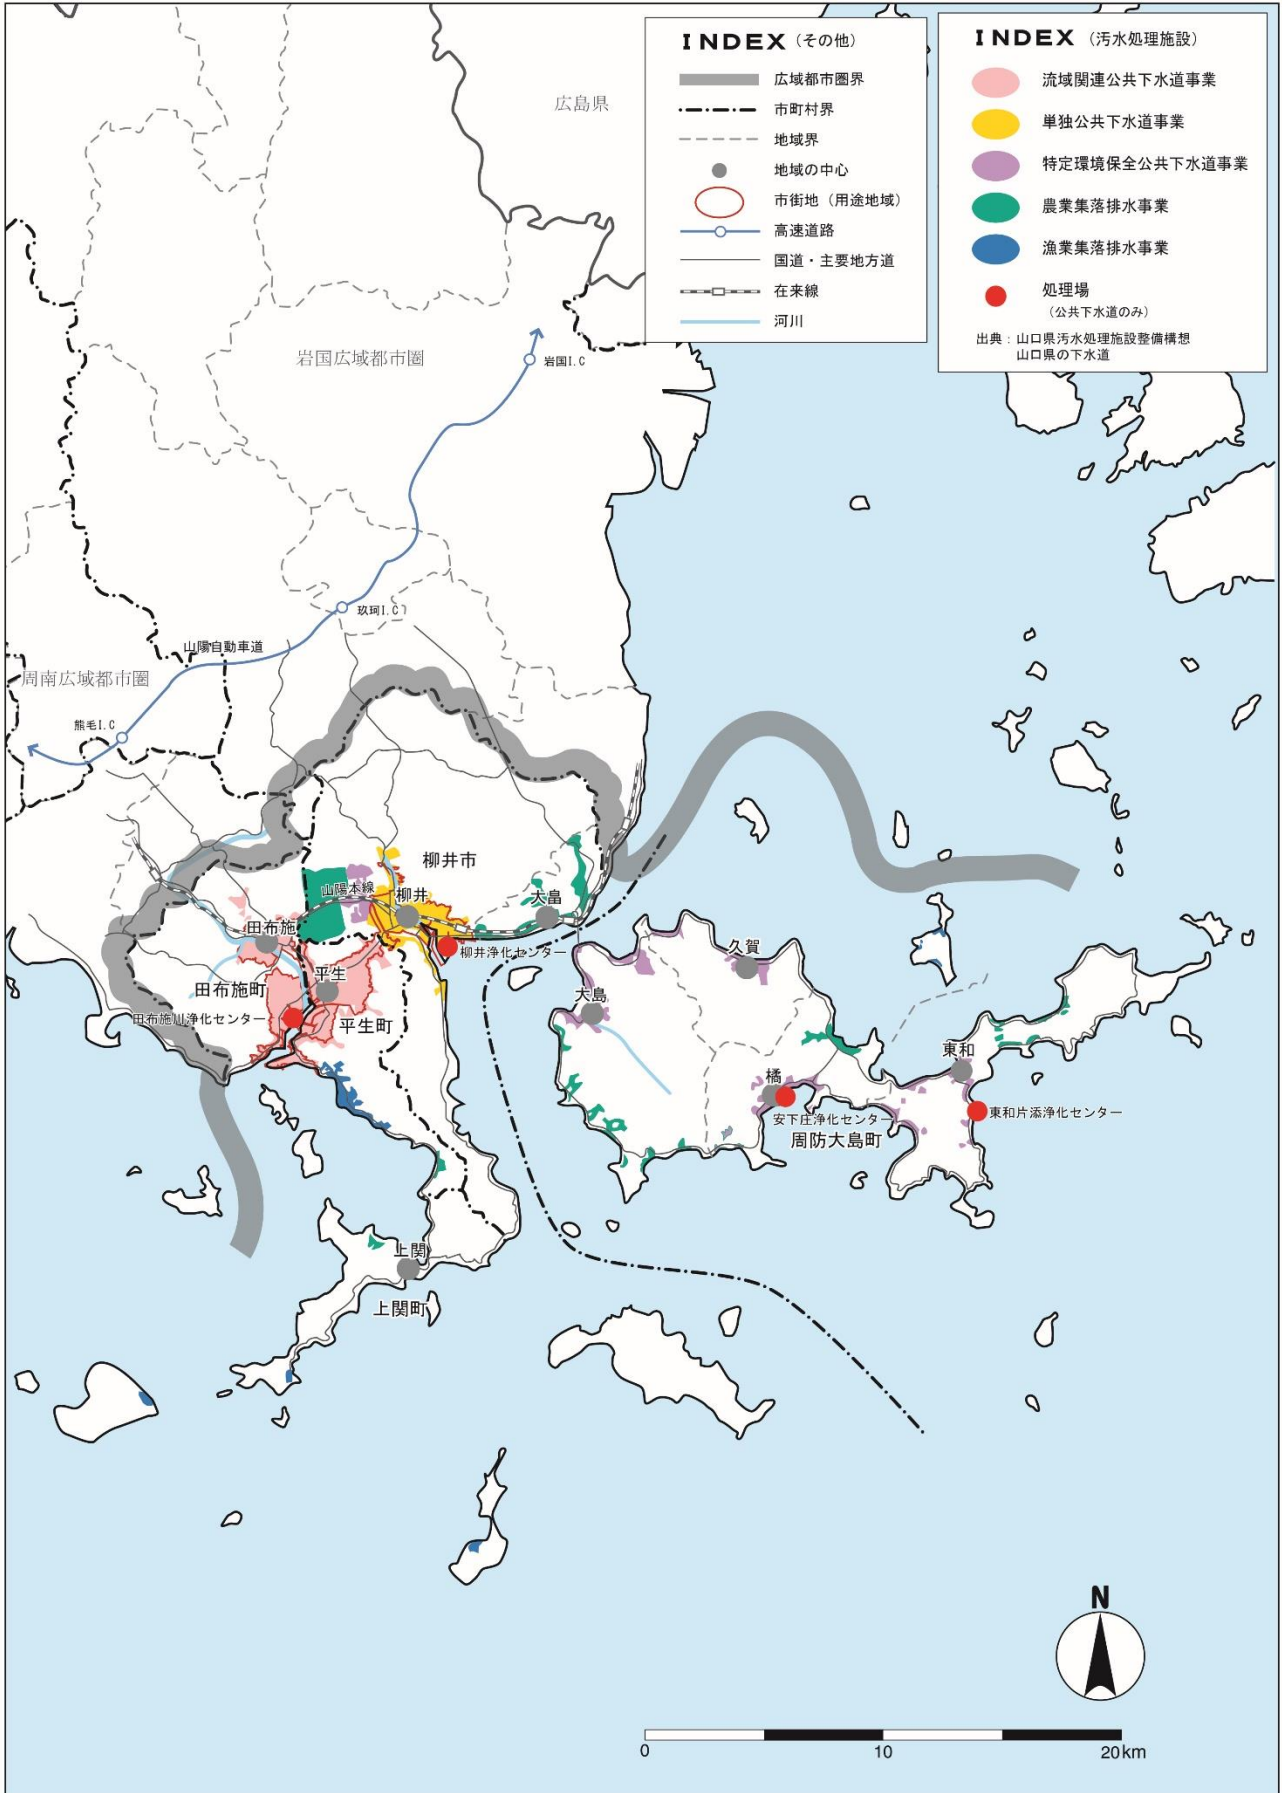 INDEX（その他）
広域都市圏界
市町村界
地域界
地域の中心
市街地（用途地域）
高速道路
国道・主要地方道
在来線
河川
INDEX（汚水処理施設）
流域関連公共下水道事業
単独公共下水道事業
特定環境保全公共下水道事業
農業集落排水事業
漁業集落排水事業
処理場
（公共下水道のみ）
出典：山口県汚水処理施設整備構想
山口県の下水道
広島県
岩国広域都市圏
岩国I.C
玖珂I.C
山陽自動車道
周南広域都市圏
熊毛I.C
柳井市
山陽本線
柳井
大畠
田布施
柳井浄化センター
久賀
平生
田布施町
大島
田布施川浄化センター
平生町
東和
橘
安下庄浄化センター
東和片添浄化センター
周防大島町
上関
上関町
N
0
10
20km